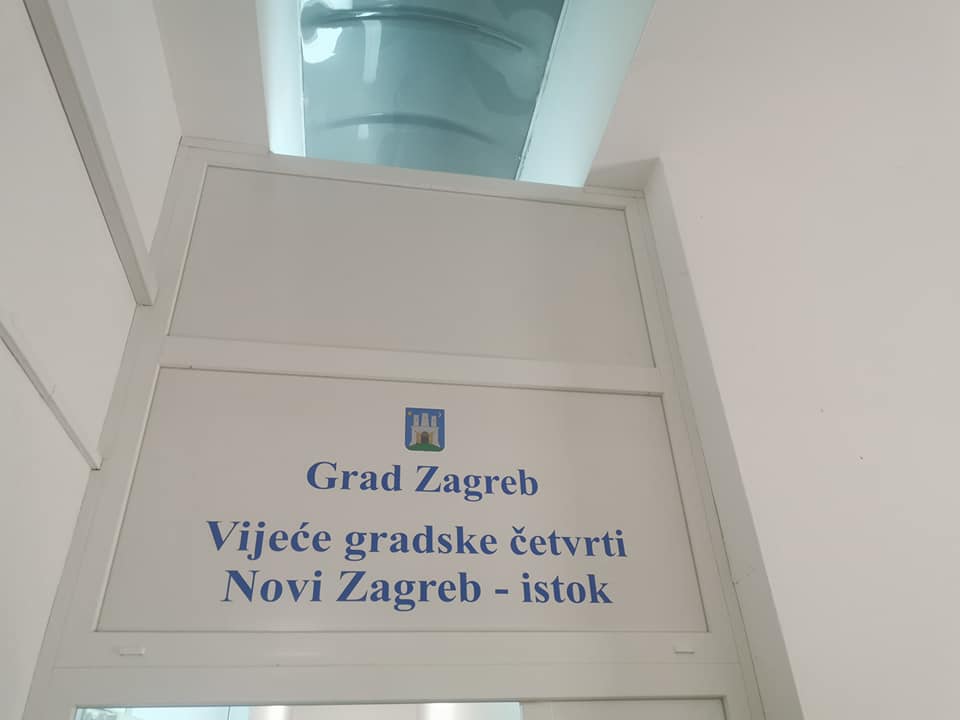 Grad Zagreb
Vijeće gradske četvrti
Novi Zagreb - istok